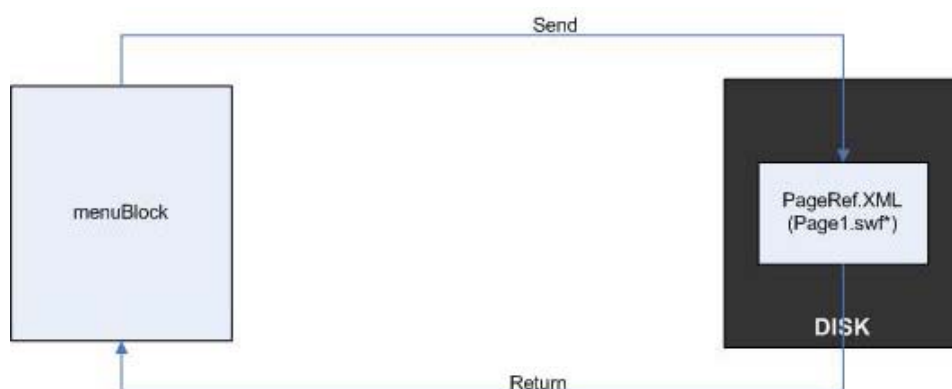 Send
menuBlock
PageRef.XML
(Page1.swf*)
DISK
Return